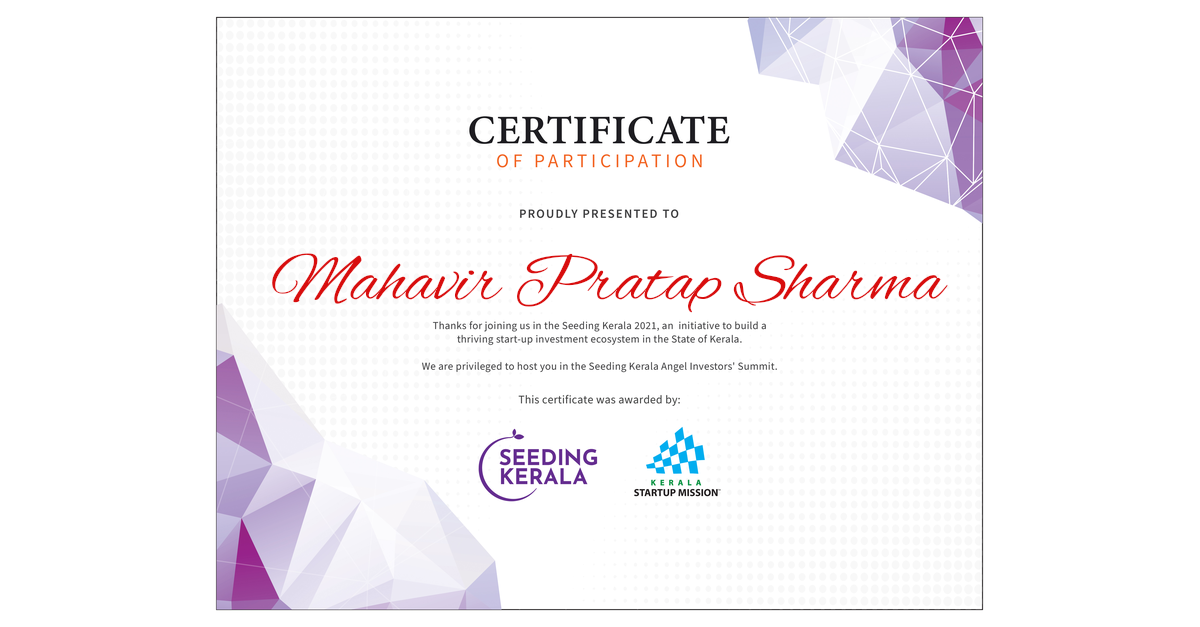 CERTIFICATE
OF PARTICIPATION
PROUDLY PRESENTED TO
Mahavir Pratap Sharma
Thanks for joining us in the Seeding Kerala 2021, an initiative to build a
thriving start-up investment ecosystem in the State of Kerala.
We are privileged to host you in the Seeding Kerala Angel Investors' Summit.
This certificate was awarded by:
SEEDING
KERALA
KERALA
STARTUP MISSION